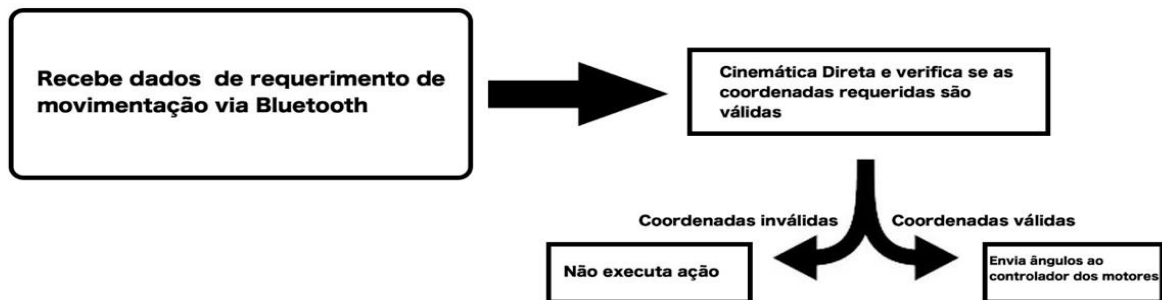 Recebe dados de requerimento de
movimentação via Bluetooth
Cinemática Direta e verifica se as
coordenadas requeridas são
válidas
Coordenadas inválidas
Coordenadas válidas
Não executa ação
Envia ângulos ao
controlador dos motores